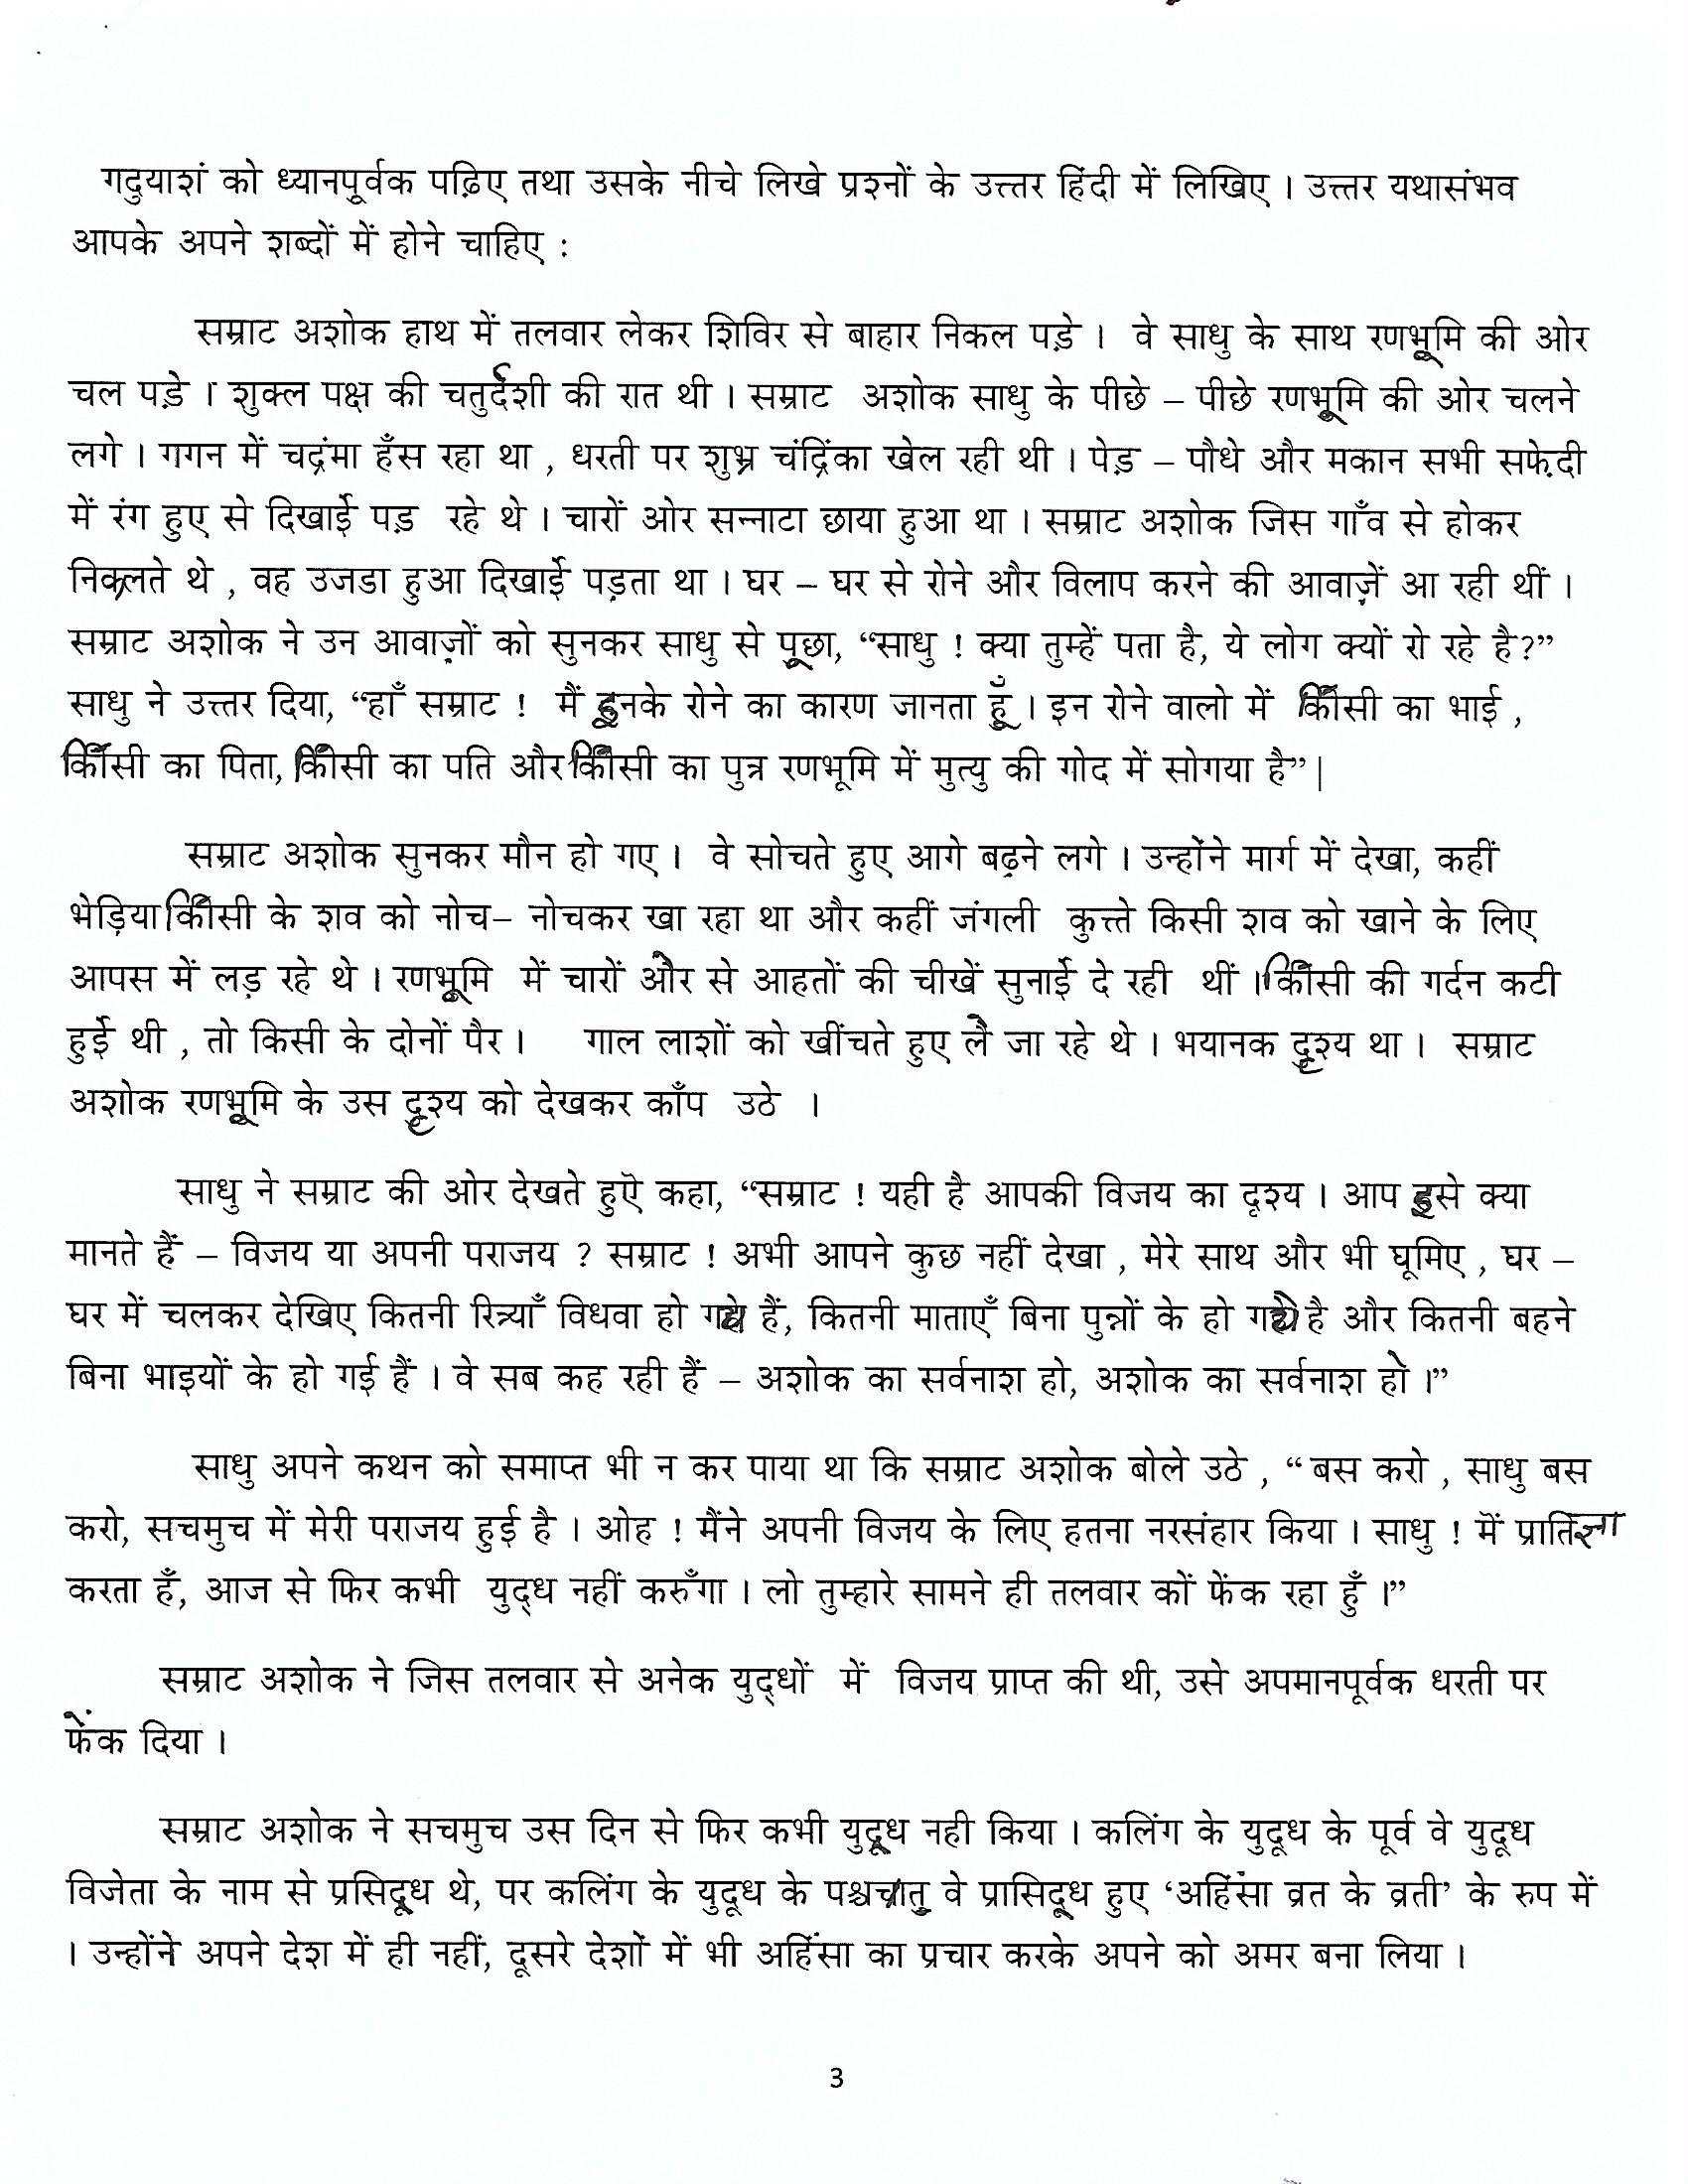 गदुयाशं को ध्यानपूर्वक पढ़िए तथा उसके नीचे लिखे प्रश्नों के उत्त्तर हिंदी में लिखिए । उत्त्तर यथासंभव
आपके अपने शब्दों में होने चाहिए :
सम्राट अशोक हाथ में तलवार लेकर शिविर से बाहार निकल पड़े । वे साधु के साथ रणभूमि की ओर
चल पड़े । शुक्ल पक्ष की चतुर्दशी की रात थी । सम्राट अशोक साधु के पीछे – पीछे रणभूमि की ओर चलने
लगे । गगन में चद्रंमा हँस रहा था , धरती पर शुभ्र चंद्रिंका खेल रही थी । पेड़ – पौधे और मकान सभी सफ़ेदी
में रंग हुए से दिखाई पड़ रहे थे । चारों ओर सन्नाटा छाया हुआ था । सम्राट अशोक जिस गाँव से होकर
निकलते थे , वह उजडा हुआ दिखाई पड़ता था । घर – घर से रोने और विलाप करने की आवाज़ें आ रही थीं ।
सम्राट अशोक ने उन आवाज़ों को सुनकर साधु से पूछा, “साधु ! क्या तुम्हें पता है, ये लोग क्यों रो रहे है?”
साधु ने उत्त्तर दिया, “हाँ सम्राट ! मैं इनके रोने का कारण जानता हूँ । इन रोने वालो में किसी का भाई ,
किसी का पिता, किसी का पति और किसी का पुत्र रणभूमि में मुत्यु की गोद में सोगया है”|
सम्राट अशोक सुनकर मौन हो गए । वे सोचते हुए आगे बढ़ने लगे । उन्होंने मार्ग में देखा, कहीं
भेड़िया किसी के शव को नोच– नोचकर खा रहा था और कहीं जंगली कुत्त्ते किसी शव को खाने के लिए
आपस में लड़ रहे थे । रणभूमि में चारों और से आहतों की चीखें सुनाई दे रही थीं । किसी की गर्दन कटी
हुई थी , तो किसी के दोनों पैर । गाल लाशों को खींचते हुए ले जा रहे थे । भयानक दृश्य था । सम्राट
अशोक रणभूमि के उस दृश्य को देखकर काँप उठे ।
साधु ने सम्राट की ओर देखते हुऐ कहा, “सम्राट ! यही है आपकी विजय का दृश्य । आप इसे क्या
मानते हैं – विजय या अपनी पराजय ? सम्राट ! अभी आपने कुछ नहीं देखा , मेरे साथ और भी घूमिए , घर –
घर में चलकर देखिए कितनी रित्र्याँ विधवा हो हैं, कितनी माताएँ बिना पुत्रों के हो है और कितनी बहने
बिना भाइयों के हो गई हैं । वे सब कह रही हैं – अशोक का सर्वनाश हो, अशोक का सर्वनाश हो ।”
साधु अपने कथन को समाप्त भी न कर पाया था कि सम्राट अशोक बोले उठे , “ बस करो , साधु बस
करो, सचमुच में मेरी पराजय हुई है । ओह ! मैंने अपनी विजय के लिए हतना नरसंहार किया । साधु ! में प्रातिज्ञा
करता हँ, आज से फिर कभी युद्ध नहीं करुँगा । लो तुम्हारे सामने ही तलवार कों फेंक रहा हुँ ।”
सम्राट अशोक ने जिस तलवार से अनेक युद्धों में विजय प्राप्त की थी, उसे अपमानपूर्वक धरती पर
फेंक दिया ।
सम्राट अशोक ने सचमुच उस दिन से फिर कभी युदूध नही किया । कलिंग के युदूध के पूर्व वे युदूध
विजेता के नाम से प्रसिदूध थे, पर कलिंग के युदूध के वे प्रासिदूध हुए ‘अहिंसा व्रत के व्रती’ के रुप में
। उन्होंने अपने देश में ही नहीं, दूसरे देशों में भी अहिंसा का प्रचार करके अपने को अमर बना लिया ।
3